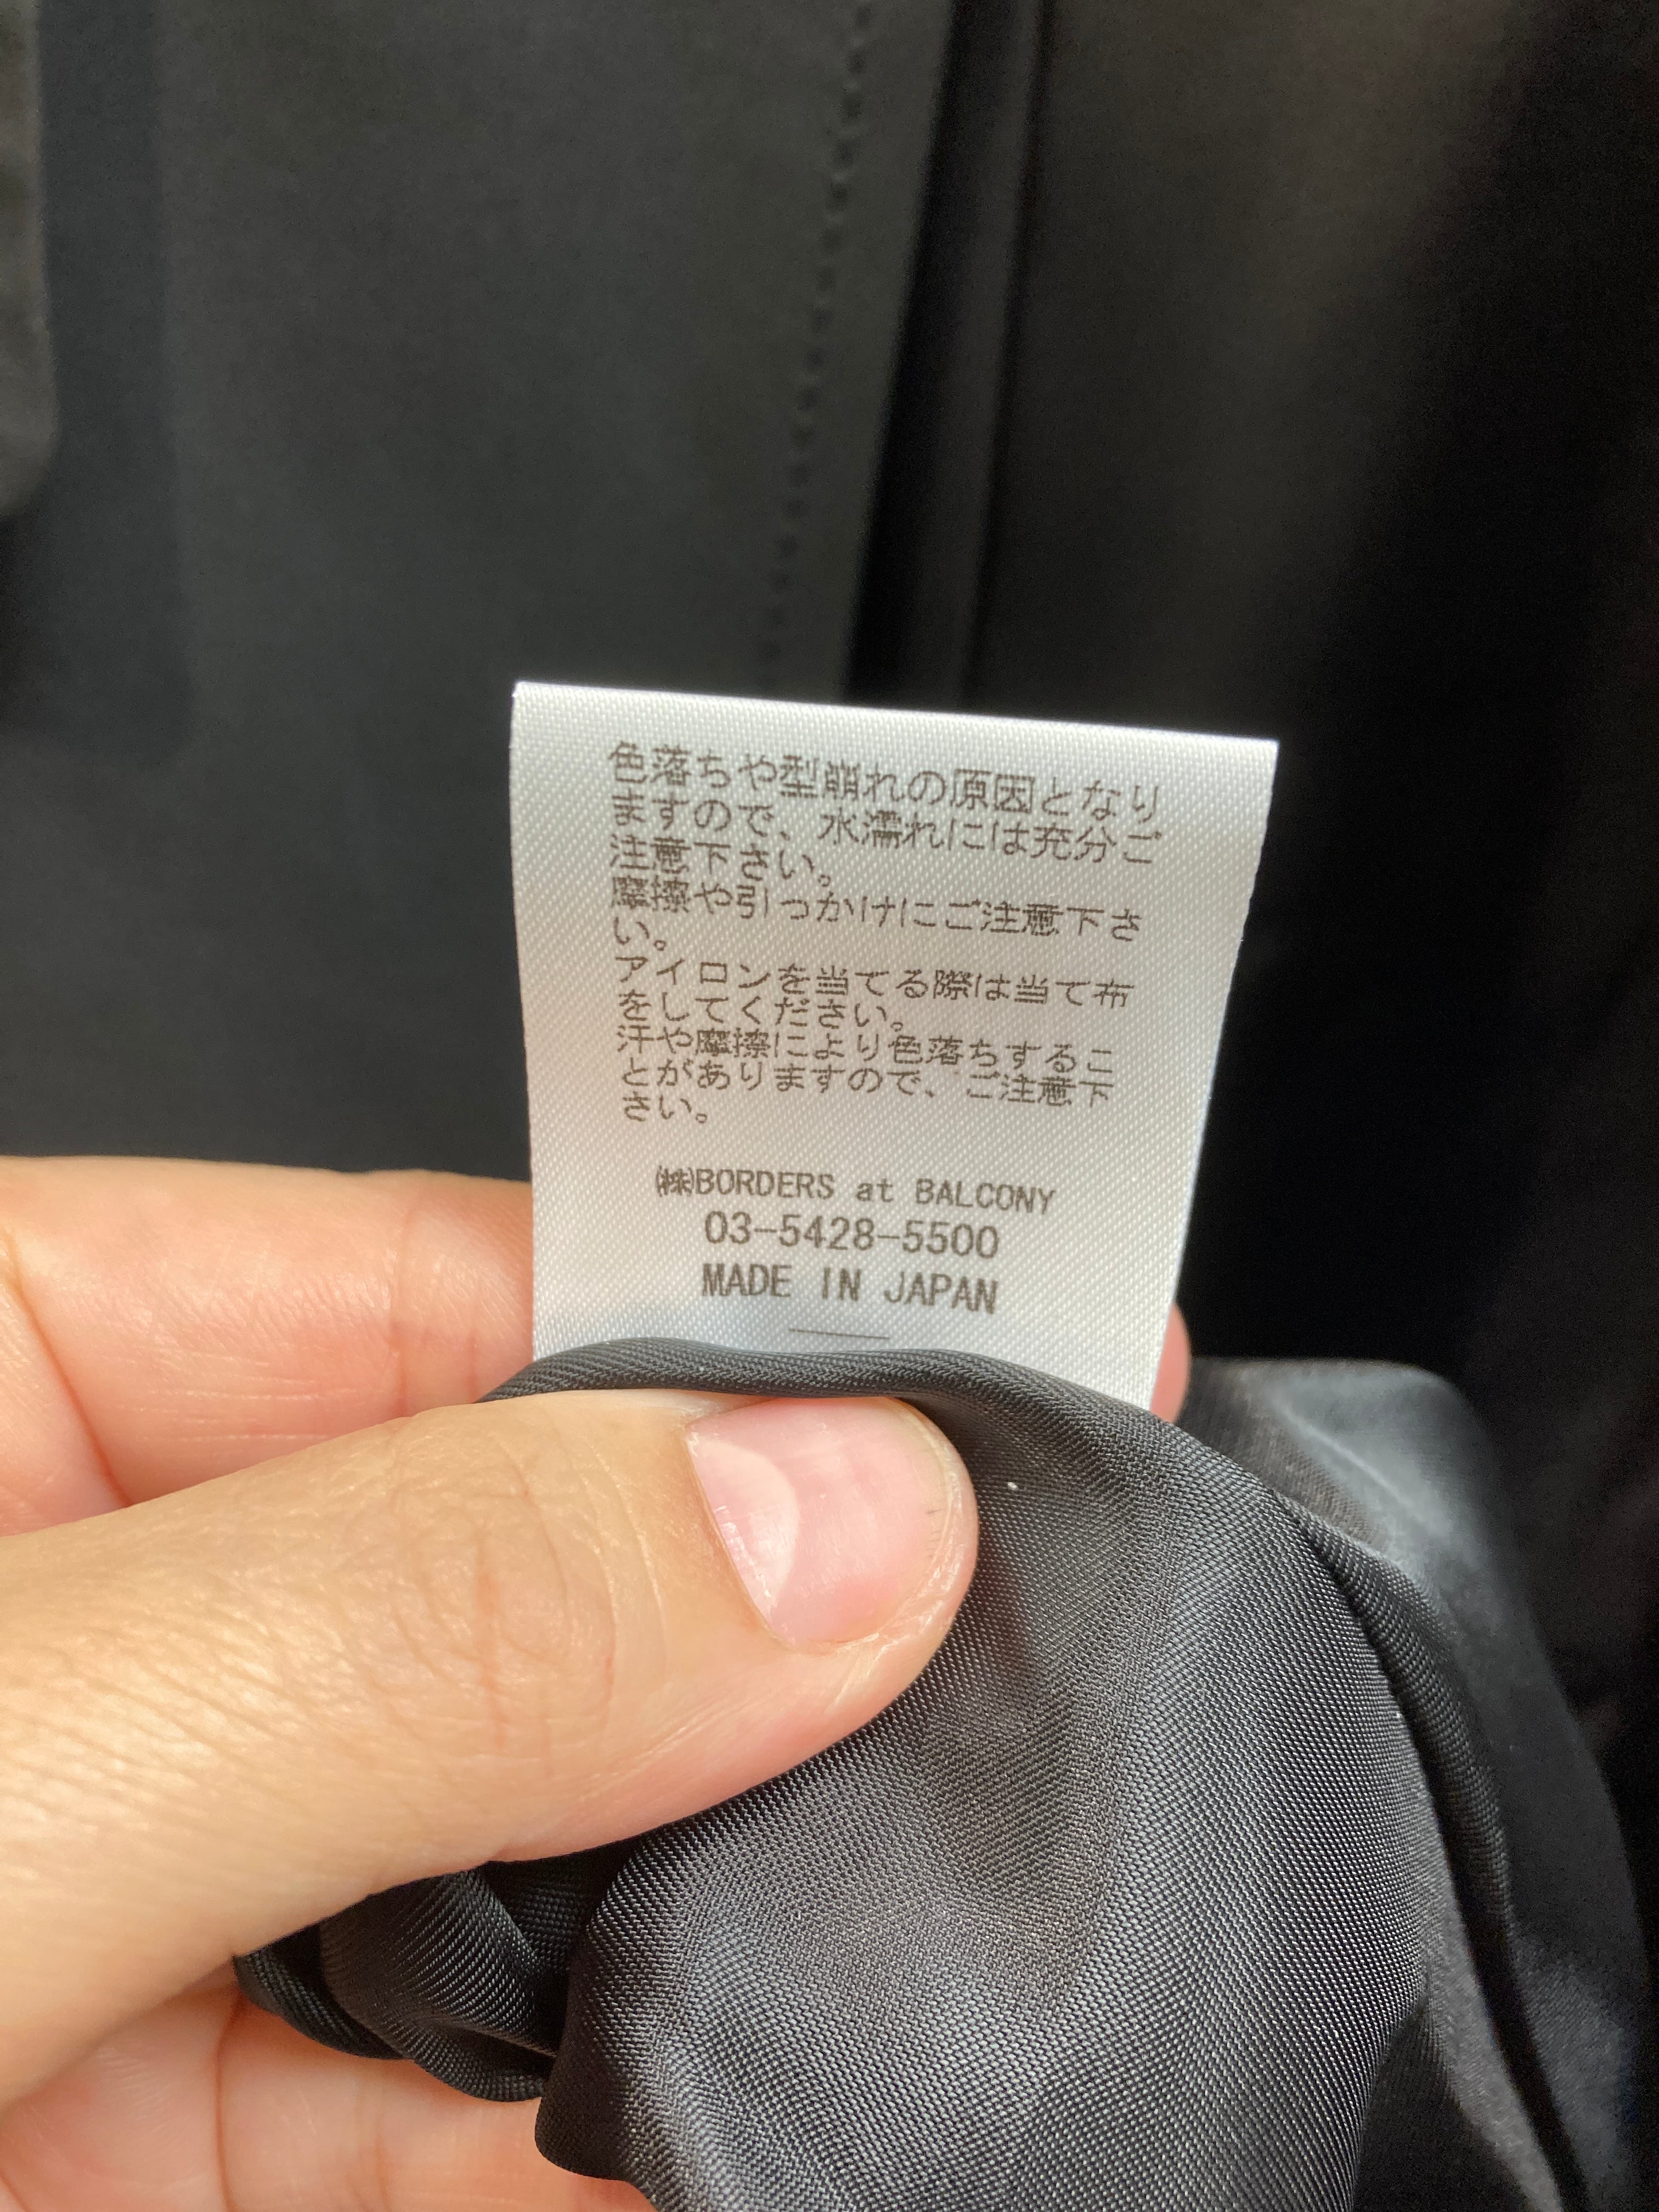 色落ちや型崩れの原因となり
ますので、水濡れには充分ご
注意下さい。
摩擦や引っかけにご注意下さ
い。
アイロンを当てる際は当て布
をしてください。
汗や摩擦により色落ちするこ
とがありますので、ご注意下
さい。
㈱BORDERS at BALCONY
03-5428-5500
MADE IN JAPAN